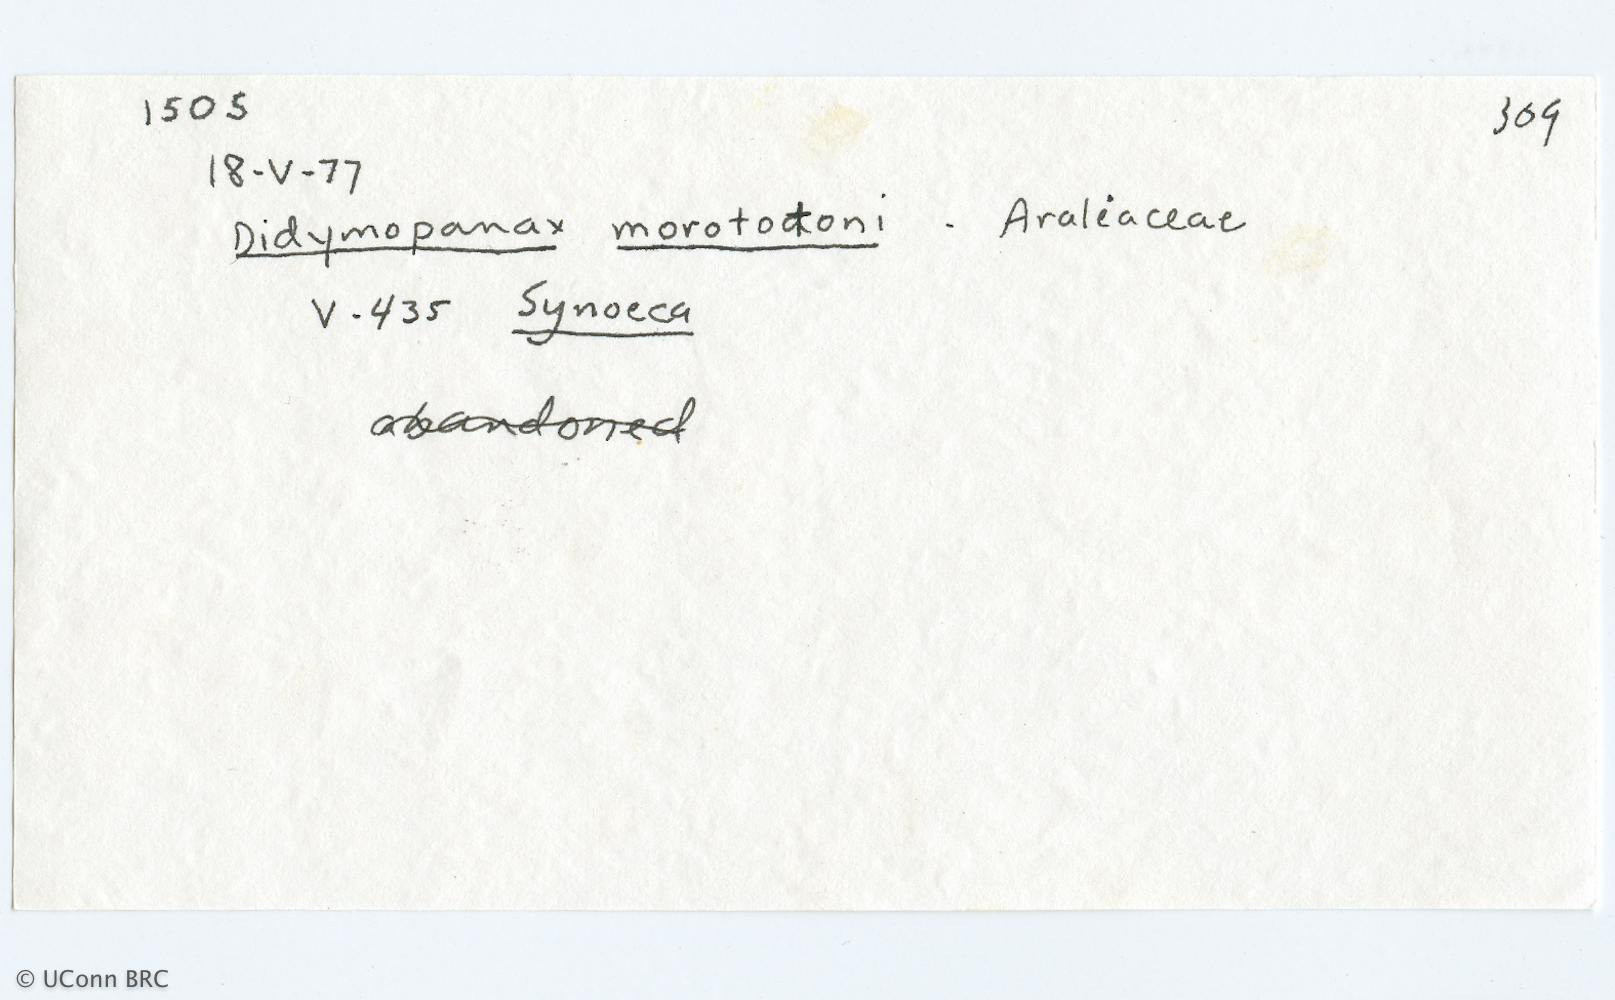 1505
309
18-V-77
Didymopanax morototoni . Araliaceae
V-435 Synoeca
abandoned
© UConn BRC